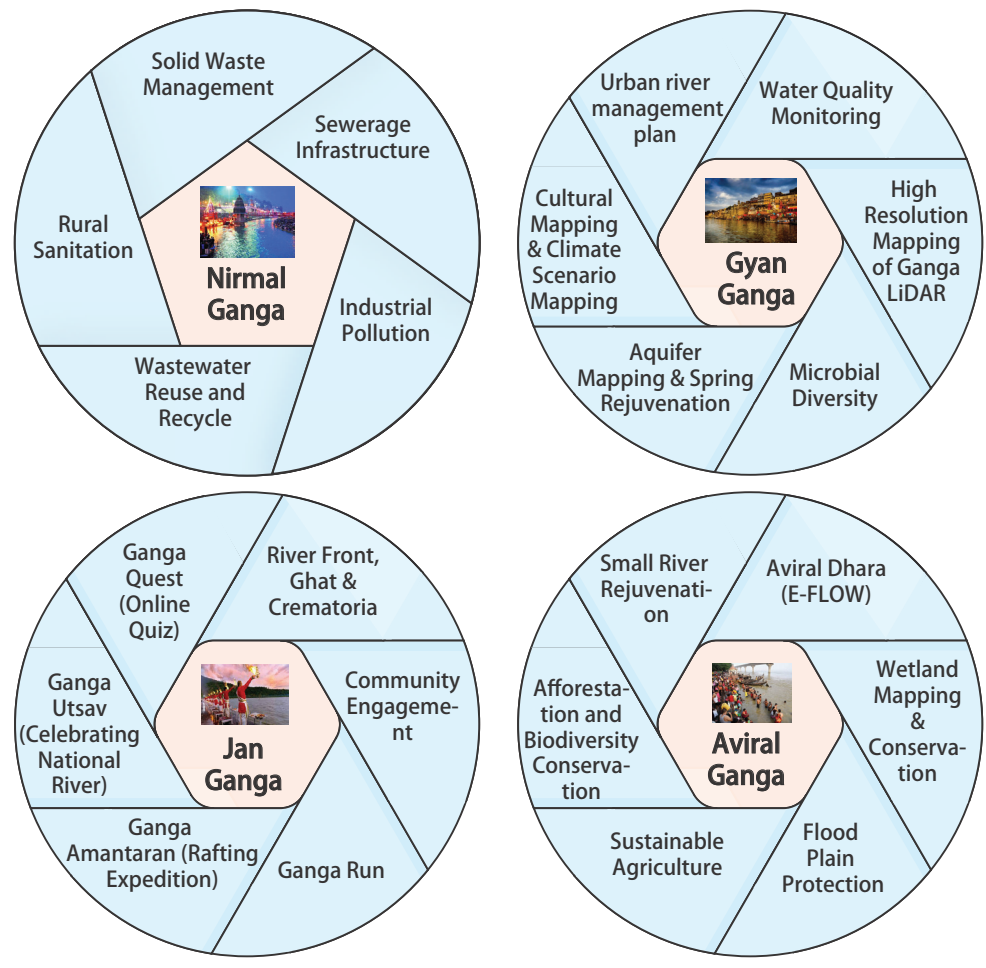 Solid Waste
Management
Sewerage
Infrastructure
Rural
Sanitation
Nirmal
Ganga
Industrial
Pollution
Wastewater
Reuse and
Recycle
Urban river
management
plan
Water Quality
Monitoring
Cultural
Mapping
& Climate
Scenario
Mapping
High
Resolution
Mapping
of Ganga
LiDAR
Gyan
Ganga
Aquifer
Mapping & Spring
Rejuvenation
Microbial
Diversity
Ganga
Quest
(Online
Quiz)
River Front,
Ghat &
Crematoria
Ganga
Utsav
(Celebrating
National
River)
Community
Engageme-
nt
Jan
Ganga
Ganga
Amantaran (Rafting
Expedition)
Ganga Run
Small River
Rejuvenati-
on
Aviral Dhara
(E-FLOW)
Afforesta-
tion and
Biodiversity
Conserva-
tion
Wetland
Mapping
&
Conserva-
tion
Aviral
Ganga
Sustainable
Agriculture
Flood
Plain
Protection